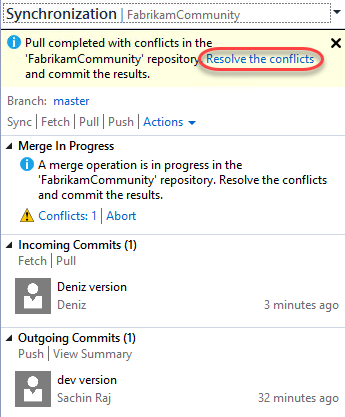 Synchronization | FabrikamCommunity
Pull completed with conflicts in the
'FabrikamCommunity' repository. Resolve the conflicts
and commit the results.
Branch: master
Sync | Fetch | Pull | Push | Actions
Merge In Progress
A merge operation is in progress in the
'FabrikamCommunity' repository. Resolve the conflicts
and commit the results.
Conflicts: 1 | Abort
Incoming Commits (1)
Fetch | Pull
Deniz version
Deniz 3 minutes ago
Outgoing Commits (1)
Push | View Summary
dev version
Sachin Raj 32 minutes ago